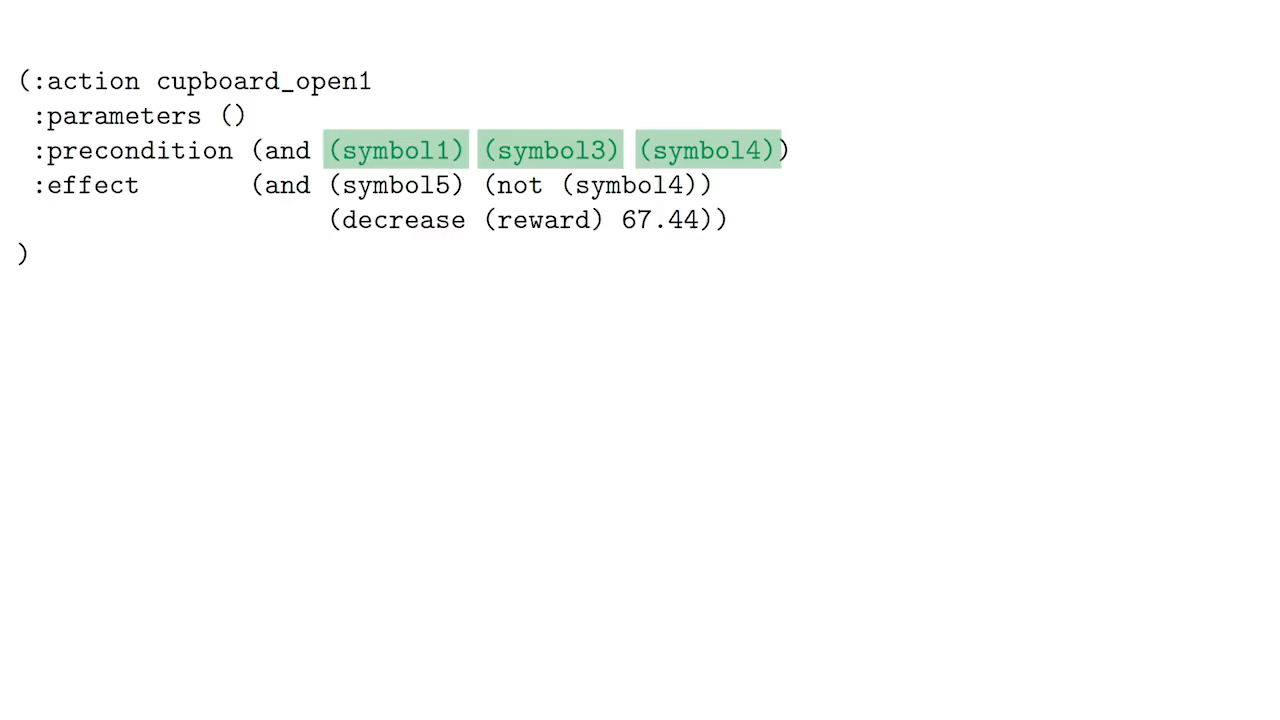 (:action cupboard_open1
:parameters ()
:precondition (and (symbol1) (symbol3) (symbol4))
:effect (and (symbol5) (not (symbol4))
(decrease (reward) 67.44))
)